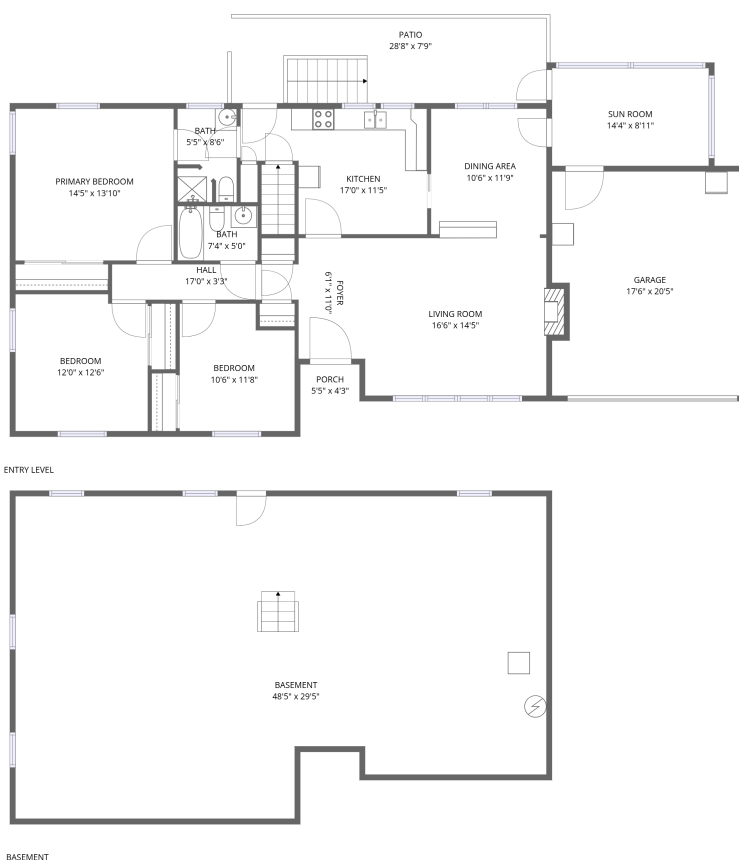 PATIO
28'8" x 7'9"
SUN ROOM
14'4" x 8'11"
BATH
5'5" x 8'6"
KITCHEN
17'0" x 11'5"
DINING AREA
10'6" x 11'9"
PRIMARY BEDROOM
14'5" x 13'10"
BATH
7'4" x 5'0"
HALL
17'0" x 3'3"
FOYER
6'1" x 11'0"
GARAGE
17'6" x 20'5"
LIVING ROOM
16'6" x 14'5"
BEDROOM
12'0" x 12'6"
BEDROOM
10'6" x 11'8"
PORCH
5'5" x 4'3"
ENTRY LEVEL
BASEMENT
48'5" x 29'5"
BASEMENT